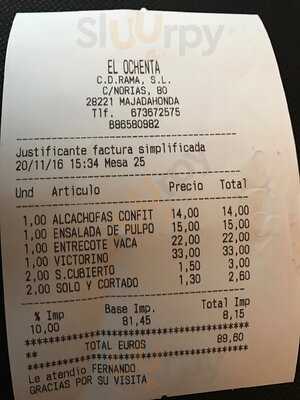 Sluurpy
EL OCHENTA
C.D.RAMA, S.L.
C/NORIAS, 80
28221 MAJADAHONDA
Tlf. 673672575
B86580982
Justificante factura simplificada
20/11/16 15:34 Mesa 25
Und Artículo Precio Total
1,00 ALCACHOFAS CONFIT 14,00 14,00
1,00 ENSALADA DE PULPO 15,00 15,00
1,00 ENTRECOTE VACA 22,00 22,00
1,00 VICTORINO 33,00 33,00
2,00 S.CUBIERTO 1,50 3,00
2,00 SOLO Y CORTADO 1,30 2,60
% Imp Base Imp. Total Imp
10,00 81,45 8,15
****************************************
**
TOTAL EUROS 89,60
****************************************
**
Le atendio FERNANDO
GRACIAS POR SU VISITA